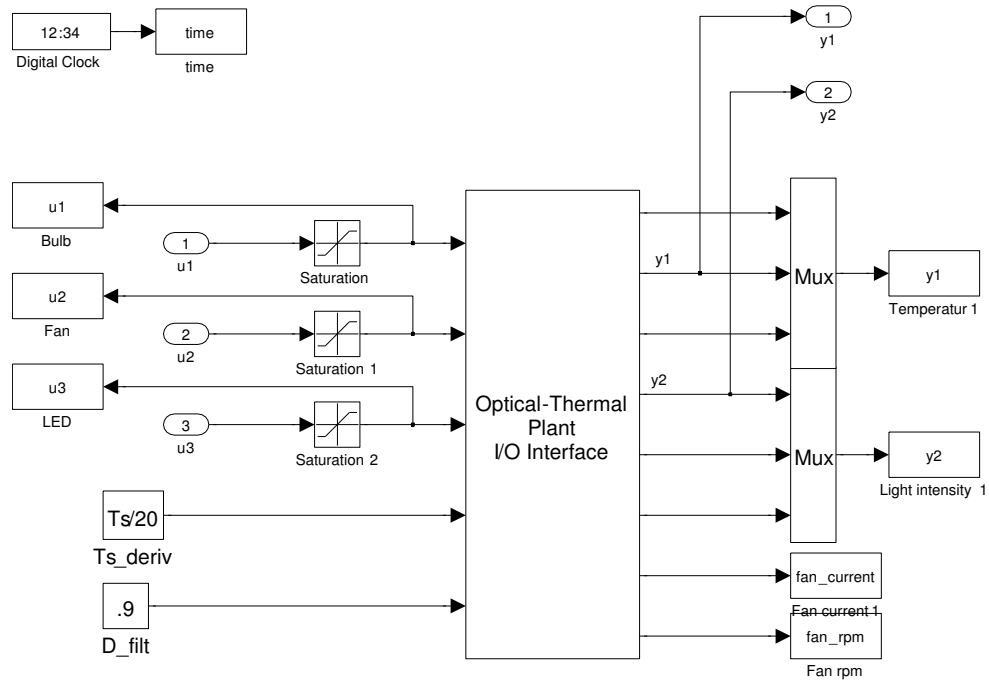 12:34
Digital Clock
time
time
1
y1
2
y2
u1
Bulb
1
u1
Saturation
u2
Fan
2
u2
Saturation 1
u3
LED
3
u3
Saturation 2
Ts/20
Ts_deriv
.9
D_filt
Optical-Thermal
Plant
I/O Interface
y1
y2
Mux
Mux
y1
Temperatur 1
y2
Light intensity 1
fan_current
Fan current 1
fan_rpm
Fan rpm